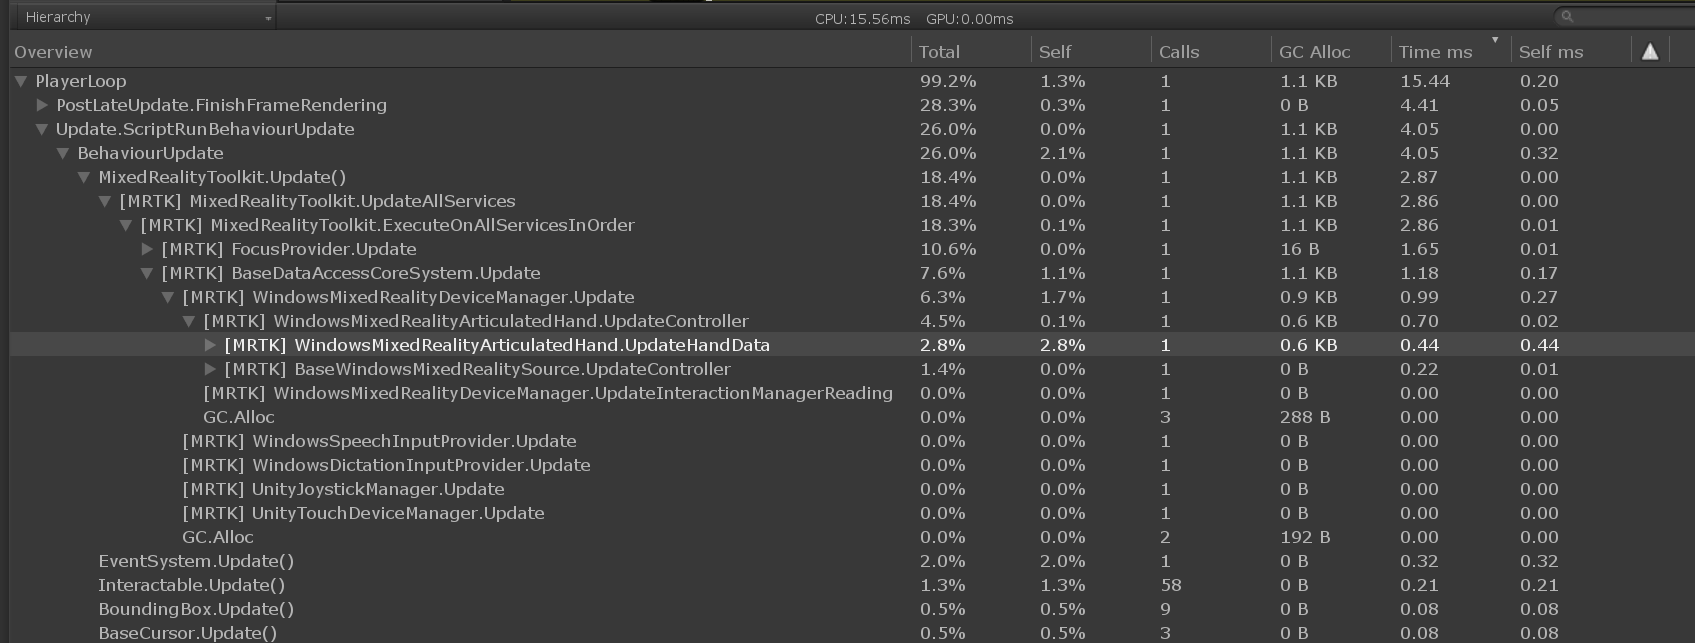 Hierarchy CPU:15.56ms GPU:0.00ms
Overview Total Self Calls GC Alloc Time ms Self ms
PlayerLoop 99.2% 1.3% 1 1.1 KB 15.44 0.20
PostLateUpdate.FinishFrameRendering 28.3% 0.3% 1 0 B 4.41 0.05
Update.ScriptRunBehaviourUpdate 26.0% 0.0% 1 1.1 KB 4.05 0.00
BehaviourUpdate 26.0% 2.1% 1 1.1 KB 4.05 0.32
MixedRealityToolkit.Update() 18.4% 0.0% 1 1.1 KB 2.87 0.00
[MRTK] MixedRealityToolkit.UpdateAllServices 18.4% 0.0% 1 1.1 KB 2.86 0.00
[MRTK] MixedRealityToolkit.ExecuteOnAllServicesInOrder 18.3% 0.1% 1 1.1 KB 2.86 0.01
[MRTK] FocusProvider.Update 10.6% 0.0% 1 16 B 1.65 0.01
[MRTK] BaseDataAccessCoreSystem.Update 7.6% 1.1% 1 1.1 KB 1.18 0.17
[MRTK] WindowsMixedRealityDeviceManager.Update 6.3% 1.7% 1 0.9 KB 0.99 0.27
[MRTK] WindowsMixedRealityArticulatedHand.UpdateController 4.5% 0.1% 1 0.6 KB 0.70 0.02
[MRTK] WindowsMixedRealityArticulatedHand.UpdateHandData 2.8% 2.8% 1 0.6 KB 0.44 0.44
[MRTK] BaseWindowsMixedRealitySource.UpdateController 1.4% 0.0% 1 0 B 0.22 0.01
[MRTK] WindowsMixedRealityDeviceManager.UpdateInteractionManagerReading 0.0% 0.0% 1 0 B 0.00 0.00
GC.Alloc 0.0% 0.0% 3 288 B 0.00 0.00
[MRTK] WindowsSpeechInputProvider.Update 0.0% 0.0% 1 0 B 0.00 0.00
[MRTK] WindowsDictationInputProvider.Update 0.0% 0.0% 1 0 B 0.00 0.00
[MRTK] UnityJoystickManager.Update 0.0% 0.0% 1 0 B 0.00 0.00
[MRTK] UnityTouchDeviceManager.Update 0.0% 0.0% 1 0 B 0.00 0.00
GC.Alloc 0.0% 0.0% 2 192 B 0.00 0.00
EventSystem.Update() 2.0% 2.0% 1 0 B 0.32 0.32
Interactable.Update() 1.3% 1.3% 58 0 B 0.21 0.21
BoundingBox.Update() 0.5% 0.5% 9 0 B 0.08 0.08
BaseCursor.Update() 0.5% 0.5% 3 0 B 0.08 0.08